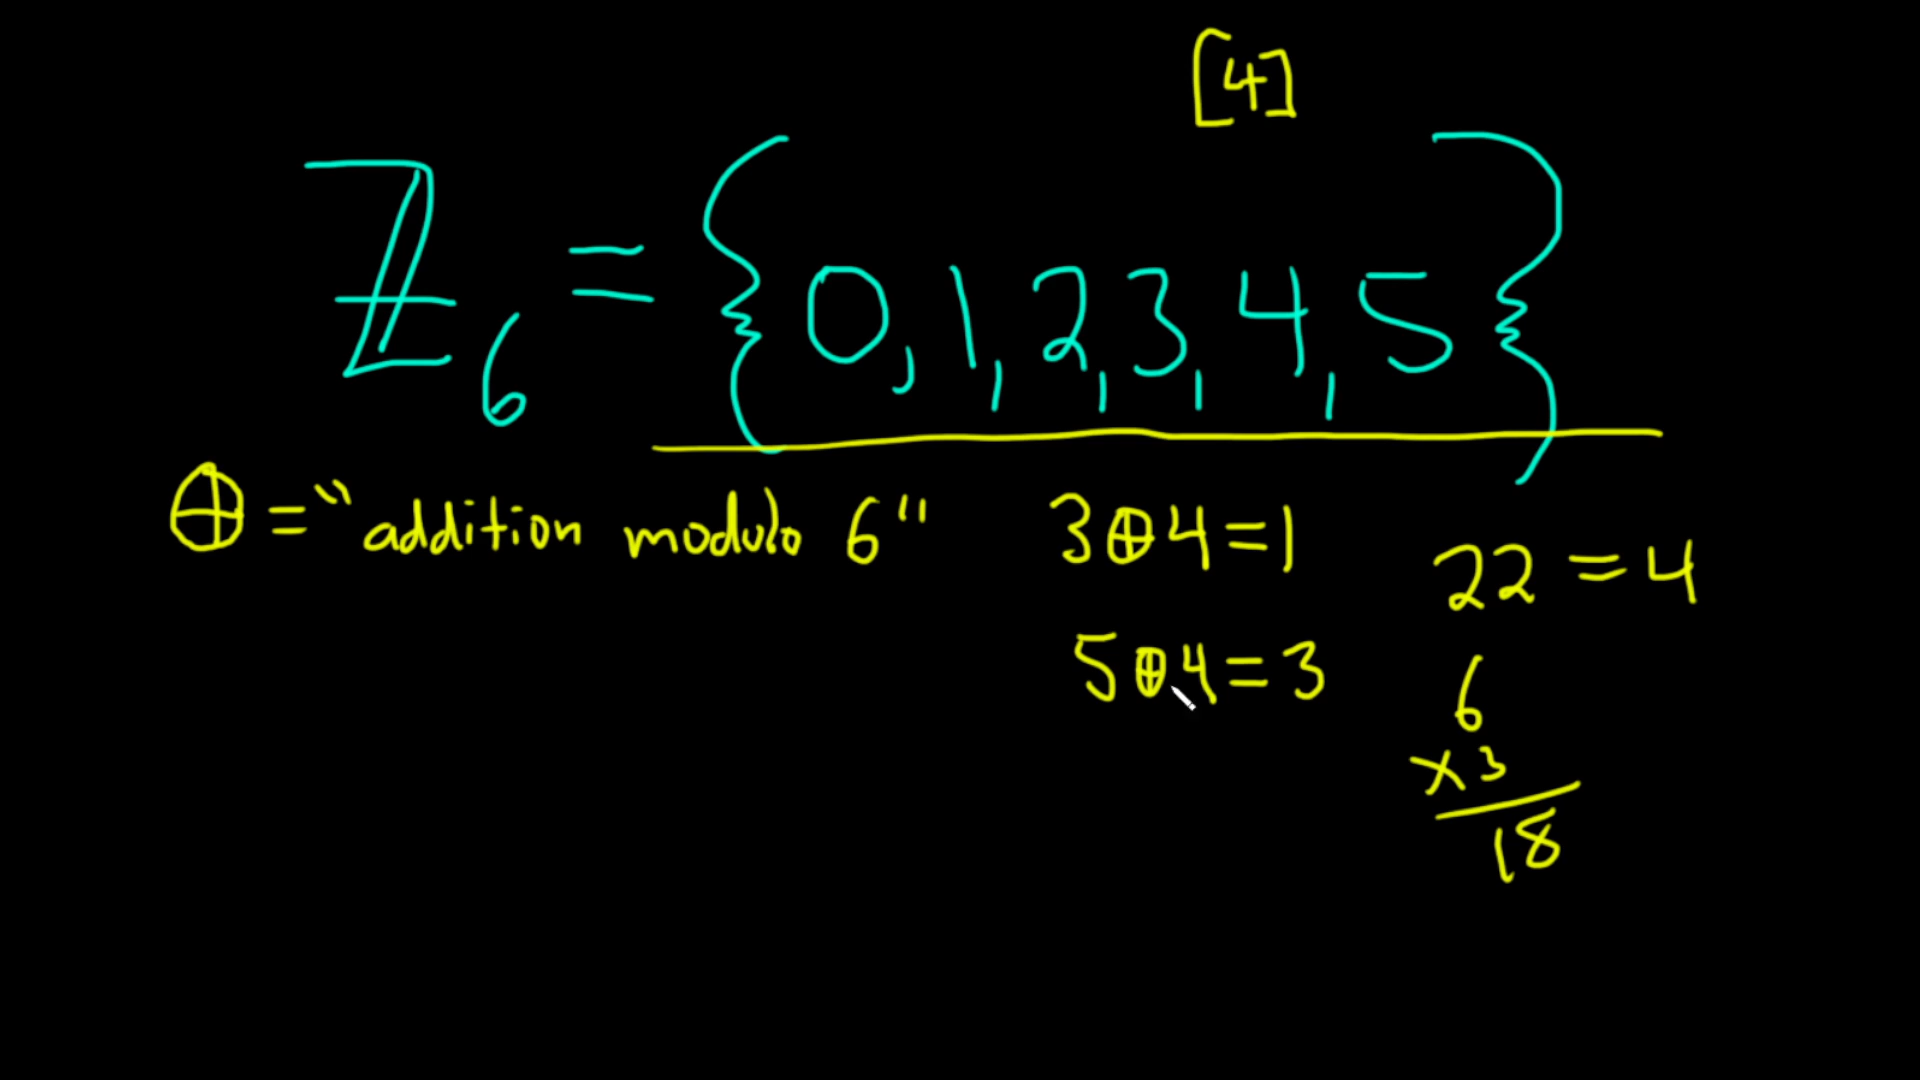 [4]
ℤ₆ = {0, 1, 2, 3, 4, 5}
⊕ = "addition modulo 6"
3⊕4=1
22=4
5⊕4=3
6
x3
18